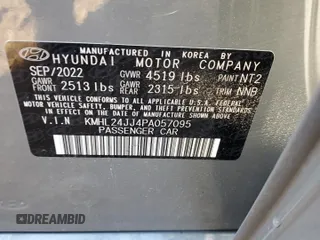 MANUFACTURED IN KOREA BY
HYUNDAI MOTOR COMPANY
SEP/2022 GVWR 4519 lbs PAINT NT2
GAWR FRONT 2513 lbs GAWR REAR 2315 lbs TRIM NNB
THIS VEHICLE CONFORMS TO ALL APPLICABLE U.S. FEDERAL
MOTOR VEHICLE SAFETY, BUMPER, AND THEFT PREVENTION
STANDARDS IN EFFECT ON THE DATE OF MANUFACTURE SHOWN ABOVE.
V.I.N KMHL24JJ4PA057095
PASSENGER CAR
DREAMBID